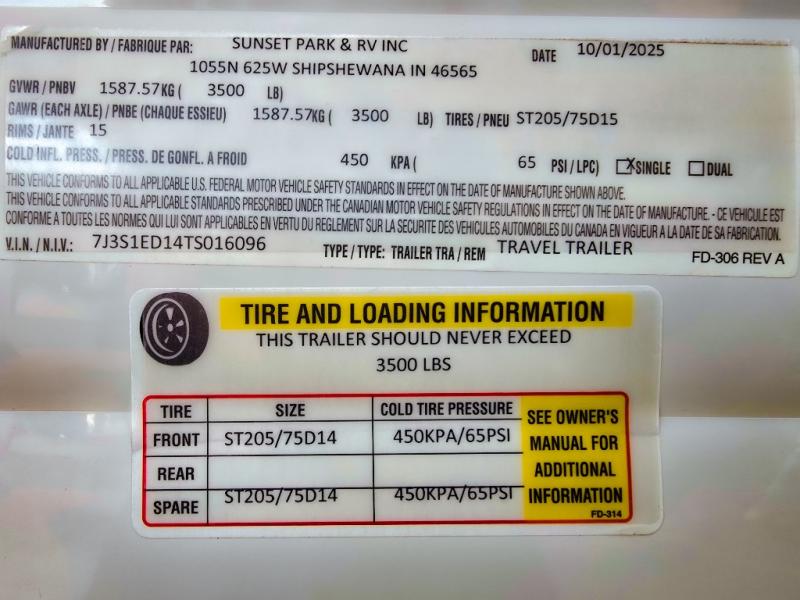 MANUFACTURED BY / FABRIQUE PAR: SUNSET PARK & RV INC DATE 10/01/2025
1055N 625W SHIPSHEWANA IN 46565
GVWR / PNBV 1587.57KG ( 3500 LB)
GAWR (EACH AXLE) / PNBE (CHAQUE ESSIEU) 1587.57KG ( 3500 LB) TIRES / PNEU ST205/75D15
RIMS / JANTE 15
COLD INFL. PRESS. / PRESS. DE GONFL. A FROID 450 KPA ( 65 PSI / LPC) ☒ SINGLE ☐ DUAL
THIS VEHICLE CONFORMS TO ALL APPLICABLE U.S. FEDERAL MOTOR VEHICLE SAFETY STANDARDS IN EFFECT ON THE DATE OF MANUFACTURE SHOWN ABOVE.
THIS VEHICLE CONFORMS TO ALL APPLICABLE STANDARDS PRESCRIBED UNDER THE CANADIAN MOTOR VEHICLE SAFETY REGULATIONS IN EFFECT ON THE DATE OF MANUFACTURE. - CE VEHICULE EST
CONFORME A TOUTES LES NORMES QUI LUI SONT APPLICABLES EN VERTU DU REGLEMENT SUR LA SECURITE DES VEHICULES AUTOMOBILES DU CANADA EN VIGUEUR A LA DATE DE SA FABRICATION.
V.I.N. / N.I.V.: 7J3S1ED14TS016096 TYPE / TYPE: TRAILER TRA / REM TRAVEL TRAILER FD-306 REV A
TIRE AND LOADING INFORMATION
THIS TRAILER SHOULD NEVER EXCEED
3500 LBS
TIRE SIZE COLD TIRE PRESSURE
FRONT ST205/75D14 450KPA/65PSI
REAR
SPARE ST205/75D14 450KPA/65PSI
SEE OWNER'S
MANUAL FOR
ADDITIONAL
INFORMATION
FD-314